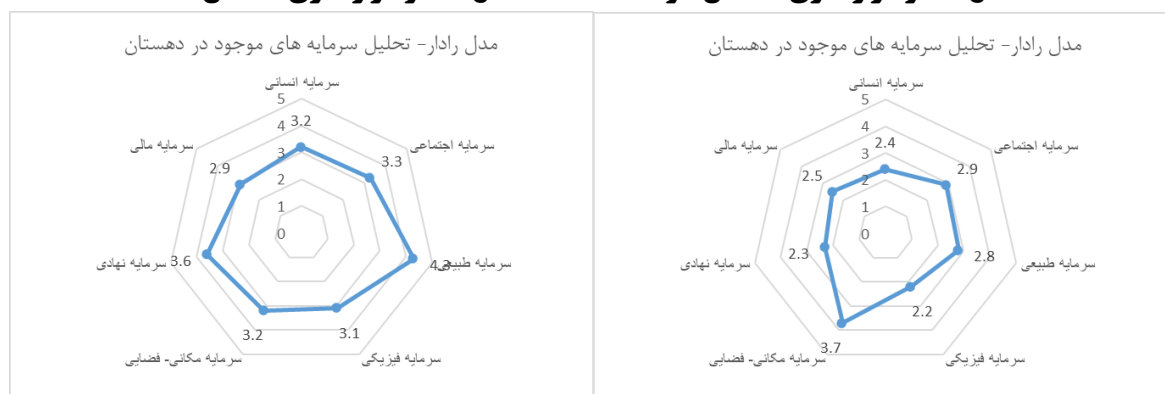 مدل رادار- تحلیل سرمایه های موجود در دهستان
سرمایه انسانی
سرمایه اجتماعی
سرمایه طبیعی
سرمایه فیزیکی
سرمایه مکانی- فضایی
سرمایه نهادی
سرمایه مالی
5
4
3
2
1
0
3.2
3.3
4.3
3.1
3.2
3.6
2.9
مدل رادار- تحلیل سرمایه های موجود در دهستان
سرمایه انسانی
سرمایه اجتماعی
سرمایه طبیعی
سرمایه فیزیکی
سرمایه مکانی- فضایی
سرمایه نهادی
سرمایه مالی
5
4
3
2
1
0
2.4
2.9
2.8
2.2
3.7
2.3
2.5